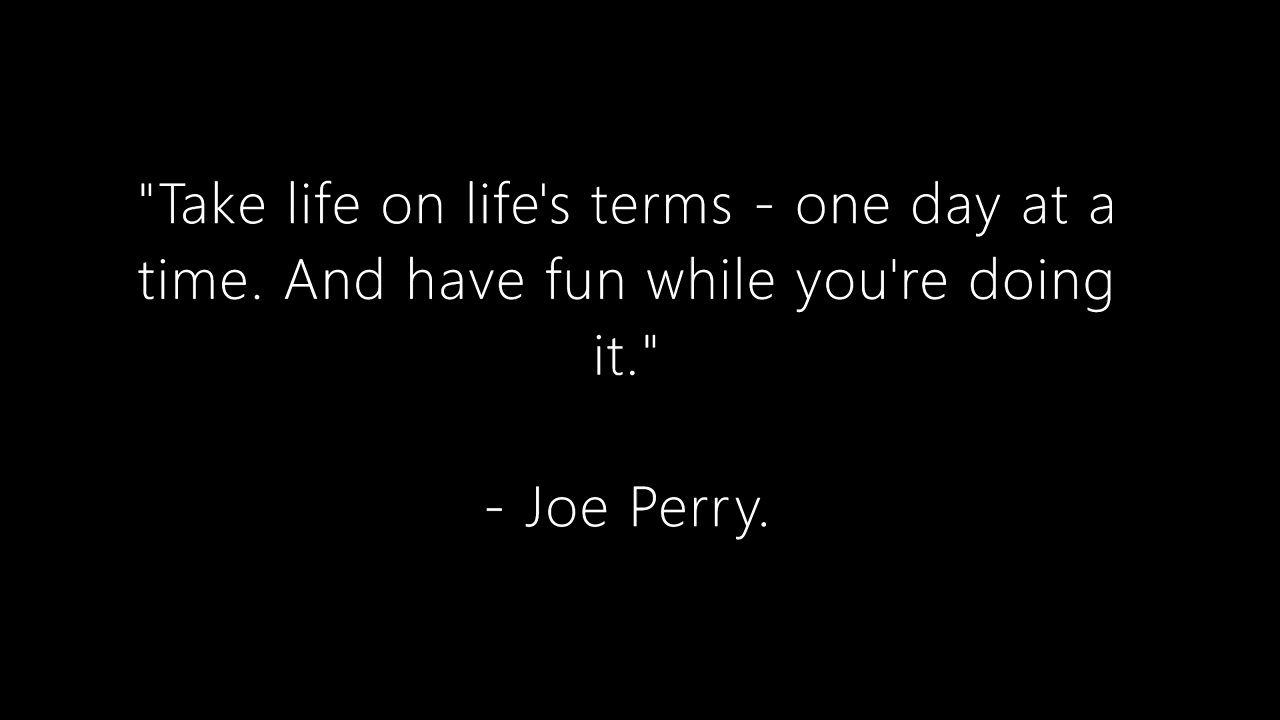 "Take life on life's terms - one day at a
time. And have fun while you're doing
it."
- Joe Perry.